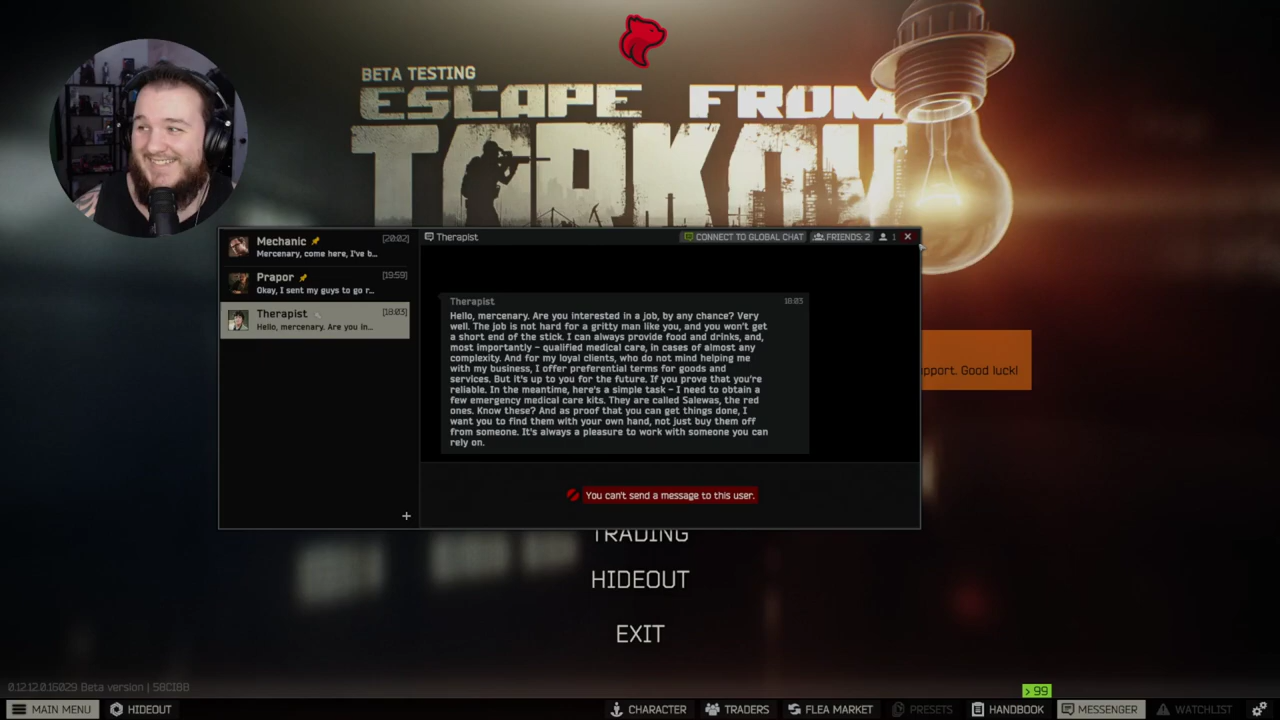 BETA TESTING
ESCAPE FROM
TARKOV
Mechanic [20:02]
Mercenary, come here, I've b...
Prapor [19:59]
Okay, I sent my guys to go r...
Therapist [18:03]
Hello, mercenary. Are you in...
+
Therapist
CONNECT TO GLOBAL CHAT
FRIENDS: 2
1
Therapist 18:03
Hello, mercenary. Are you interested in a job, by any chance? Very
well. The job is not hard for a gritty man like you, and you won't get
a short end of the stick. I can always provide food and drinks, and,
most importantly – qualified medical care, in cases of almost any
complexity. And for my loyal clients, who do not mind helping me
with my business, I offer preferential terms for goods and
services. But it's up to you for the future. If you prove that you're
reliable. In the meantime, here's a simple task – I need to obtain a
few emergency medical care kits. They are called Salewas, the red
ones. Know these? And as proof that you can get things done, I
want you to find them with your own hand, not just buy them off
from someone. It's always a pleasure to work with someone you can
rely on.
You can't send a message to this user.
pport. Good luck!
TRADING
HIDEOUT
EXIT
> 99
MAIN MENU
HIDEOUT
CHARACTER
TRADERS
FLEA MARKET
PRESETS
HANDBOOK
MESSENGER
WATCHLIST